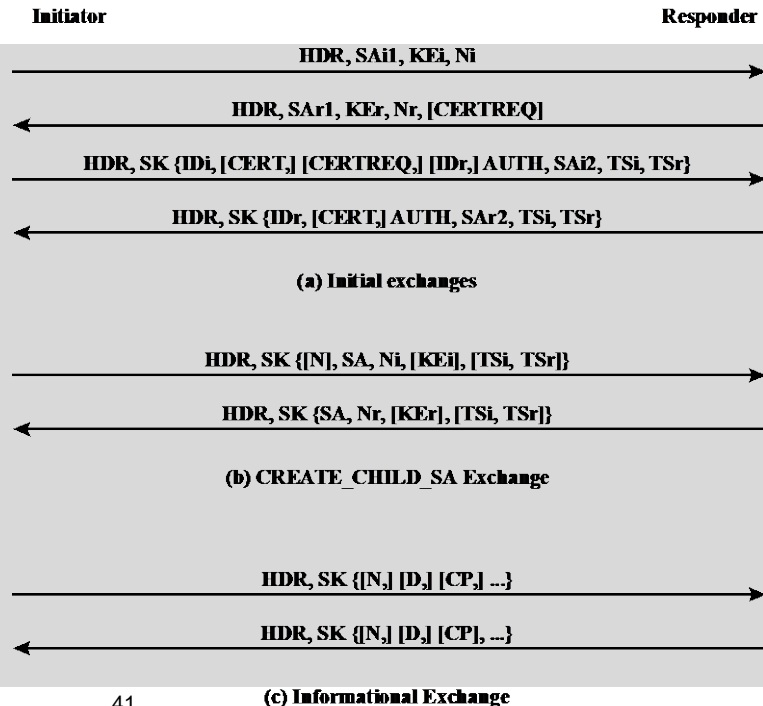 Initiator Responder
HDR, SAi1, KEi, Ni
HDR, SAr1, KEr, Nr, [CERTREQ]
HDR, SK {IDi, [CERT,] [CERTREQ,] [IDr,] AUTH, SAi2, TSi, TSr}
HDR, SK {IDr, [CERT,] AUTH, SAr2, TSi, TSr}
(a) Initial exchanges
HDR, SK {[N], SA, Ni, [KEi], [TSi, TSr]}
HDR, SK {SA, Nr, [KEr], [TSi, TSr]}
(b) CREATE_CHILD_SA Exchange
HDR, SK {[N,] [D,] [CP,] ...}
HDR, SK {[N,] [D,] [CP], ...}
(c) Informational Exchange
41